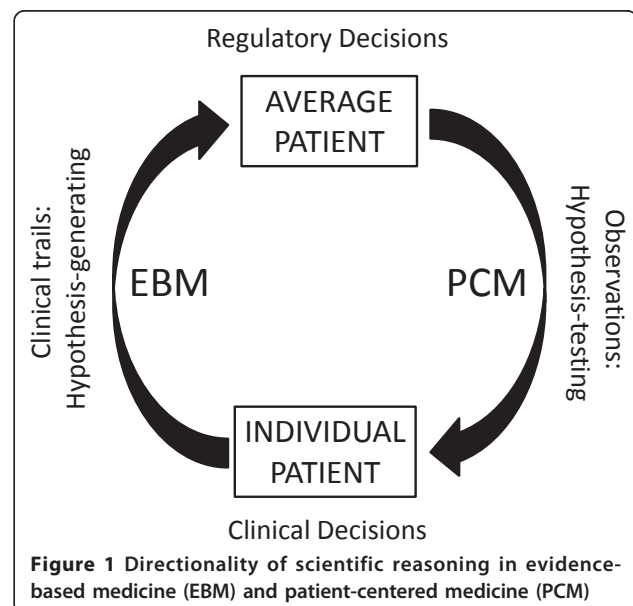 Regulatory Decisions
AVERAGE
PATIENT
Clinical trails:
Hypothesis-generating
EBM
PCM
Observations:
Hypothesis-testing
INDIVIDUAL
PATIENT
Clinical Decisions
Figure 1 Directionality of scientific reasoning in evidence-
based medicine (EBM) and patient-centered medicine (PCM)